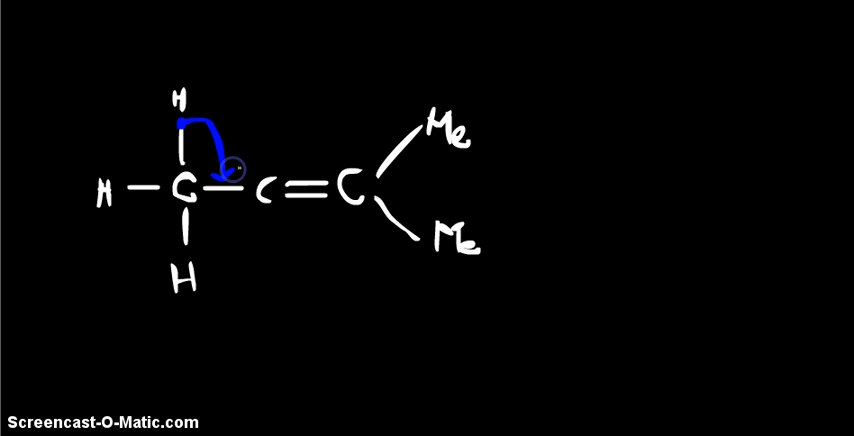 H
Me
H — C — C = C
Me
H
Screencast-O-Matic.com